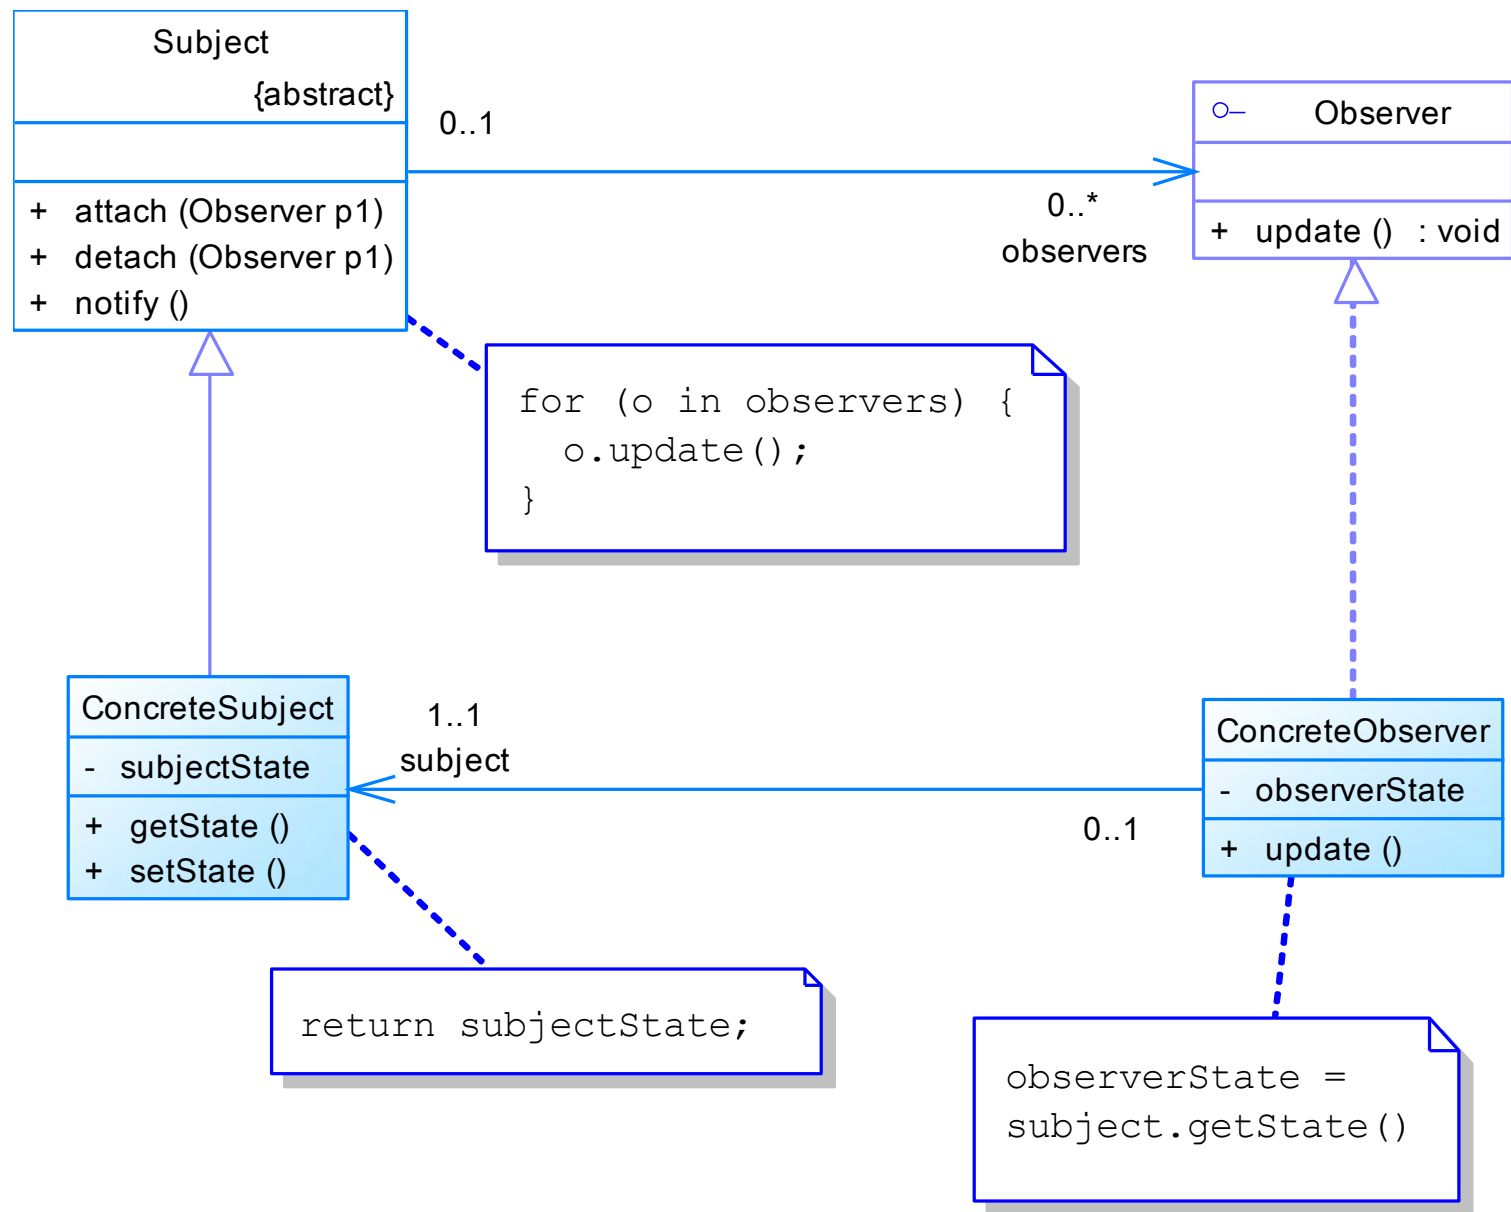 Subject
{abstract}
+ attach (Observer p1)
+ detach (Observer p1)
+ notify ()
0..1
0..*
observers
Observer
+ update () : void
for (o in observers) {
o.update();
}
ConcreteSubject
- subjectState
+ getState ()
+ setState ()
1..1
subject
0..1
ConcreteObserver
- observerState
+ update ()
return subjectState;
observerState =
subject.getState()